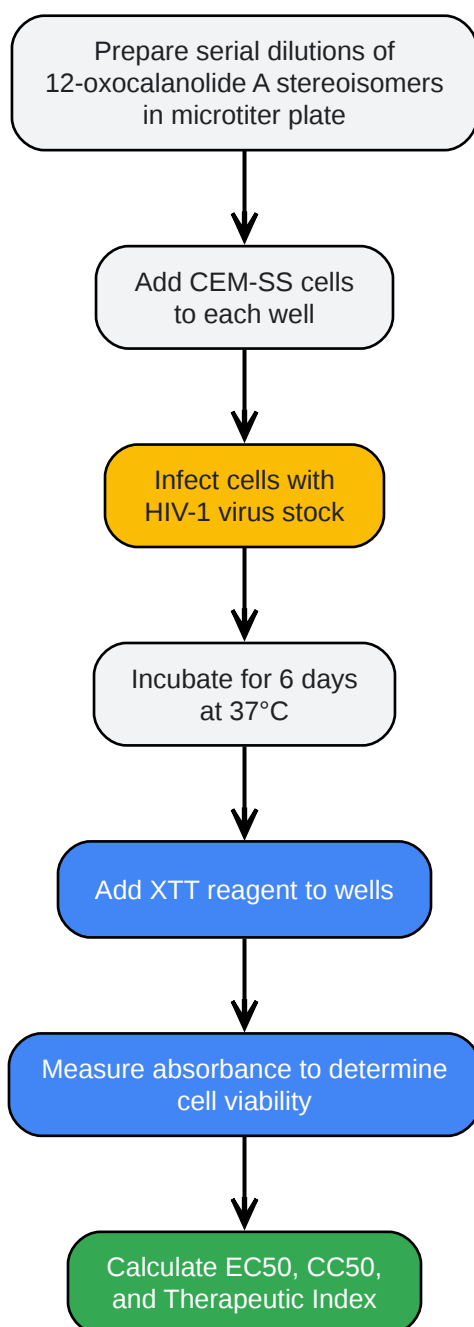 Prepare serial dilutions of
12-oxocalanolide A stereoisomers
in microtiter plate
Add CEM-SS cells
to each well
Infect cells with
HIV-1 virus stock
Incubate for 6 days
at 37°C
Add XTT reagent to wells
Measure absorbance to determine
cell viability
Calculate EC50, CC50,
and Therapeutic Index